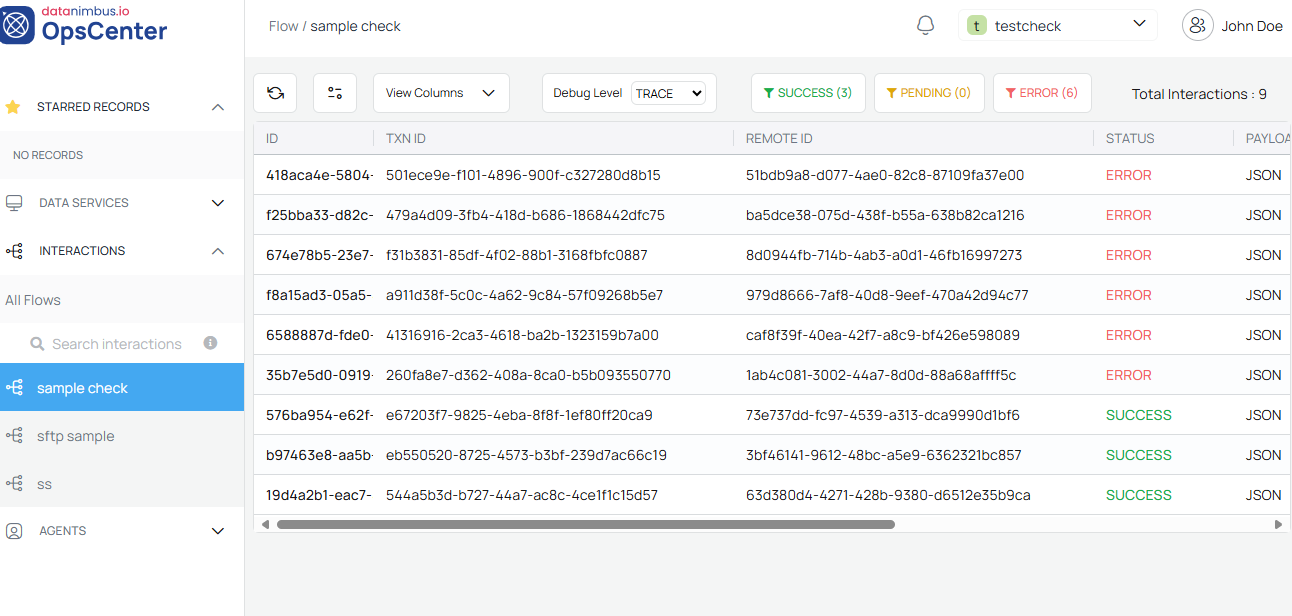 datanimbus.io
OpsCenter
Flow / sample check
t testcheck
John Doe
STARRED RECORDS
NO RECORDS
DATA SERVICES
INTERACTIONS
All Flows
Search interactions
sample check
sftp sample
ss
AGENTS
View Columns
Debug Level TRACE
SUCCESS (3)
PENDING (0)
ERROR (6)
Total Interactions : 9
ID TXN ID REMOTE ID STATUS PAYLOA
418aca4e-5804- 501ece9e-f101-4896-900f-c327280d8b15 51bdb9a8-d077-4ae0-82c8-87109fa37e00 ERROR JSON
f25bba33-d82c- 479a4d09-3fb4-418d-b686-1868442dfc75 ba5dce38-075d-438f-b55a-638b82ca1216 ERROR JSON
674e78b5-23e7- f31b3831-85df-4f02-88b1-3168fbfc0887 8d0944fb-714b-4ab3-a0d1-46fb16997273 ERROR JSON
f8a15ad3-05a5- a911d38f-5c0c-4a62-9c84-57f09268b5e7 979d8666-7af8-40d8-9eef-470a42d94c77 ERROR JSON
6588887d-fde0- 41316916-2ca3-4618-ba2b-1323159b7a00 caf8f39f-40ea-42f7-a8c9-bf426e598089 ERROR JSON
35b7e5d0-0919- 260fa8e7-d362-408a-8ca0-b5b093550770 1ab4c081-3002-44a7-8d0d-88a68affff5c ERROR JSON
576ba954-e62f- e67203f7-9825-4eba-8f8f-1ef80ff20ca9 73e737dd-fc97-4539-a313-dca9990d1bf6 SUCCESS JSON
b97463e8-aa5b- eb550520-8725-4573-b3bf-239d7ac66c19 3bf46141-9612-48bc-a5e9-6362321bc857 SUCCESS JSON
19d4a2b1-eac7- 544a5b3d-b727-44a7-ac8c-4ce1f1c15d57 63d380d4-4271-428b-9380-d6512e35b9ca SUCCESS JSON